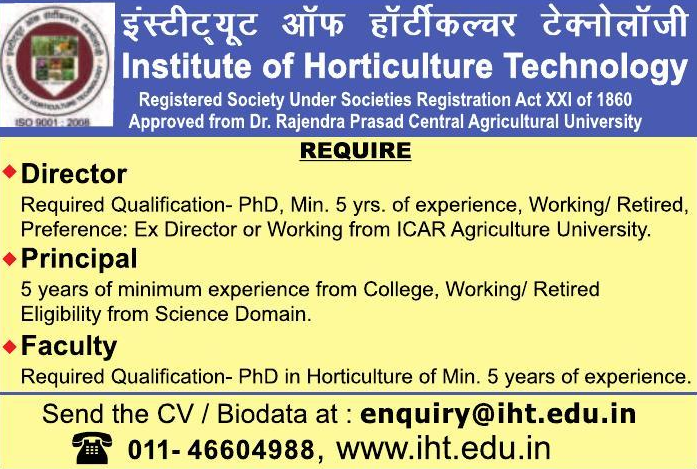 इंस्टीट्यूट ऑफ हॉर्टीकल्चर टेक्नोलॉजी
Institute of Horticulture Technology
Registered Society Under Societies Registration Act XXI of 1860
Approved from Dr. Rajendra Prasad Central Agricultural University
ISO 9001 : 2008
REQUIRE
Director
Required Qualification- PhD, Min. 5 yrs. of experience, Working/ Retired,
Preference: Ex Director or Working from ICAR Agriculture University.
Principal
5 years of minimum experience from College, Working/ Retired
Eligibility from Science Domain.
Faculty
Required Qualification- PhD in Horticulture of Min. 5 years of experience.
Send the CV / Biodata at : enquiry@iht.edu.in
011- 46604988, www.iht.edu.in